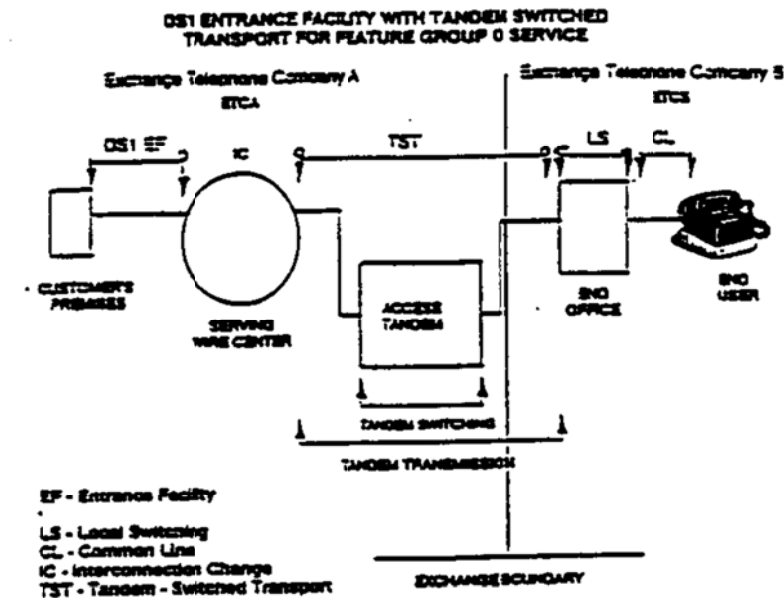 DS1 ENTRANCE FACILITY WITH TANDEM SWITCHED
TRANSPORT FOR FEATURE GROUP D SERVICE
Exchange Telephone Company A
ETCA
Exchange Telephone Company B
ETCB
DS1 EF
IC
TST
LS
CL
CUSTOMER'S
PREMISES
SERVING
WIRE CENTER
ACCESS
TANDEM
END
OFFICE
END
USER
TANDEM SWITCHING
TANDEM TRANSMISSION
EF - Entrance Facility
LS - Local Switching
CL - Common Line
IC - Interconnection Charge
TST - Tandem - Switched Transport
EXCHANGE BOUNDARY